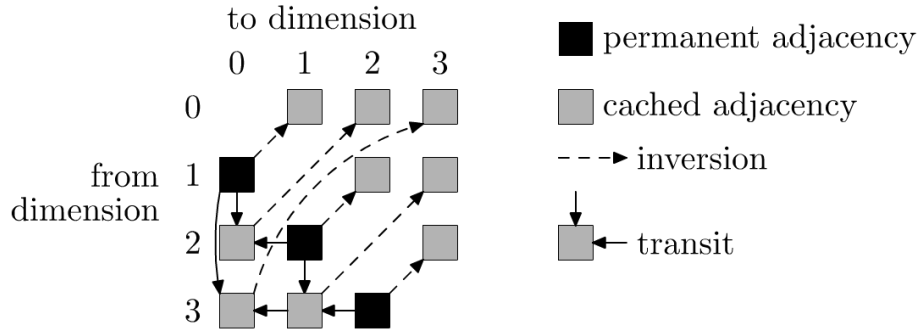 to dimension
0 1 2 3
0
1
2
3
from
dimension
permanent adjacency
cached adjacency
inversion
transit